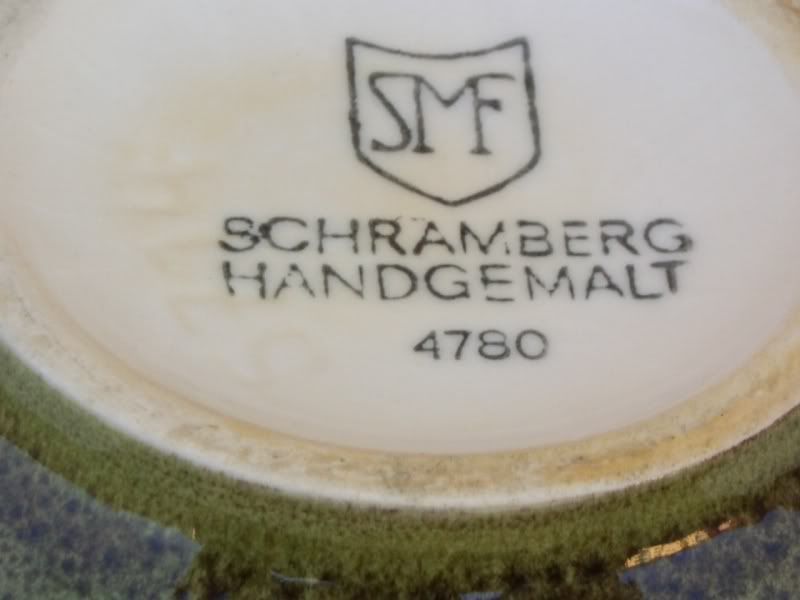 SMF
SCHRAMBERG
HANDGEMALT
4780